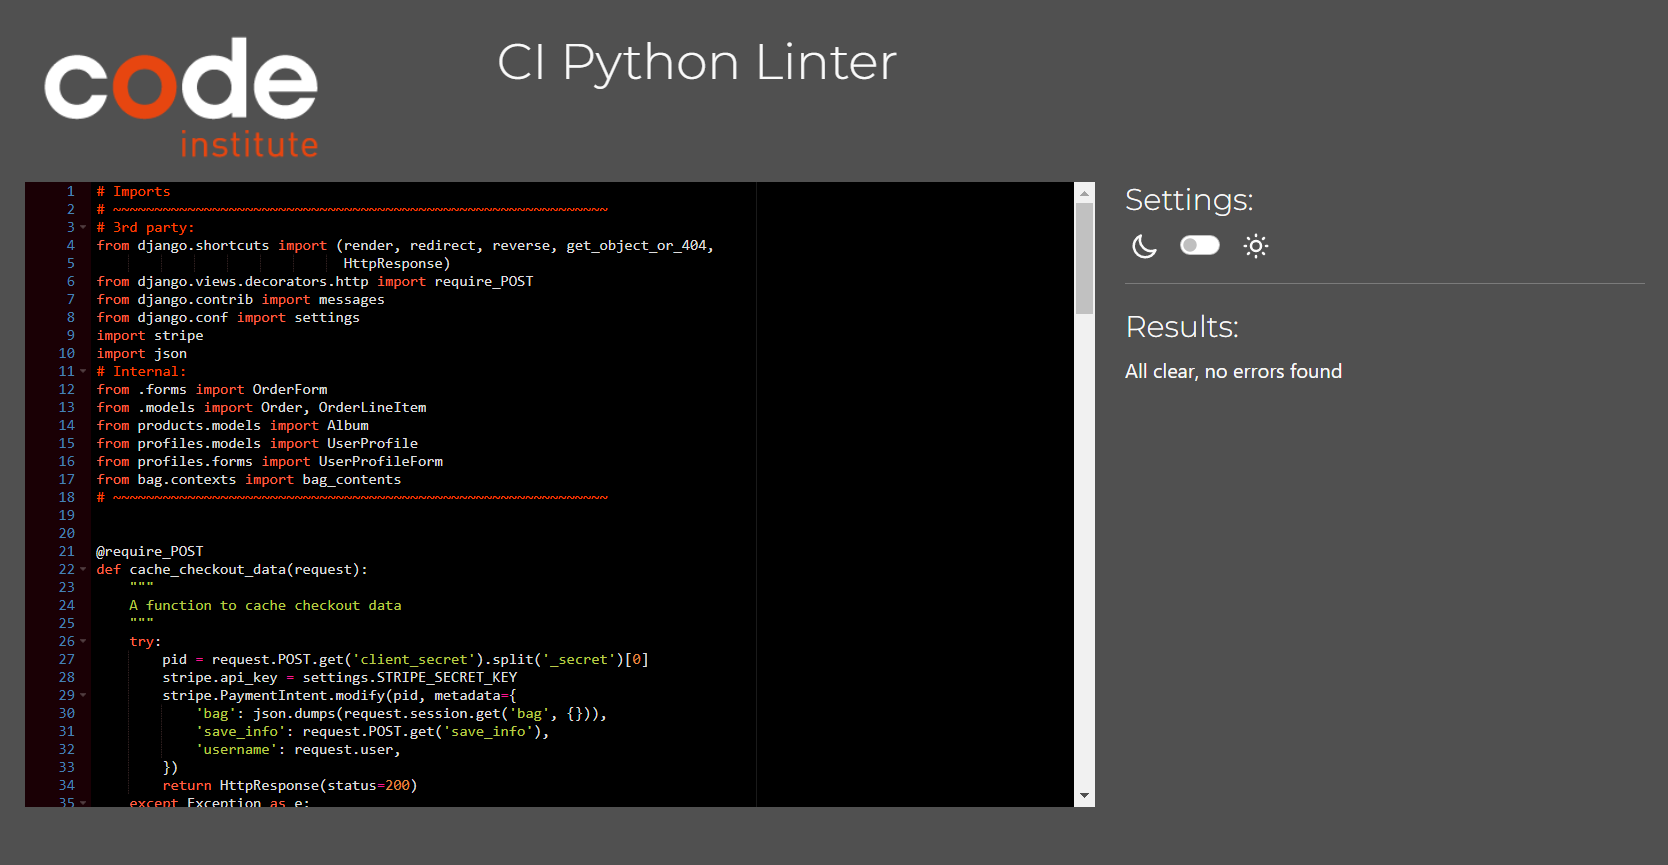 code
institute
CI Python Linter
1 # Imports
2 # ~~~~~~~~~~~~~~~~~~~~~~~~~~~~~~~~~~~~~~~~~~~~~~~~~~~~~~~~~~~~
3 # 3rd party:
4 from django.shortcuts import (render, redirect, reverse, get_object_or_404,
5                               HttpResponse)
6 from django.views.decorators.http import require_POST
7 from django.contrib import messages
8 from django.conf import settings
9 import stripe
10 import json
11 # Internal:
12 from .forms import OrderForm
13 from .models import Order, OrderLineItem
14 from products.models import Album
15 from profiles.models import UserProfile
16 from profiles.forms import UserProfileForm
17 from bag.contexts import bag_contents
18 # ~~~~~~~~~~~~~~~~~~~~~~~~~~~~~~~~~~~~~~~~~~~~~~~~~~~~~~~~~~~~
19
20
21 @require_POST
22 def cache_checkout_data(request):
23     """
24     A function to cache checkout data
25     """
26     try:
27         pid = request.POST.get('client_secret').split('_secret')[0]
28         stripe.api_key = settings.STRIPE_SECRET_KEY
29         stripe.PaymentIntent.modify(pid, metadata={
30             'bag': json.dumps(request.session.get('bag', {})),
31             'save_info': request.POST.get('save_info'),
32             'username': request.user,
33         })
34         return HttpResponse(status=200)
35     except Exception as e:
Settings:
Results:
All clear, no errors found